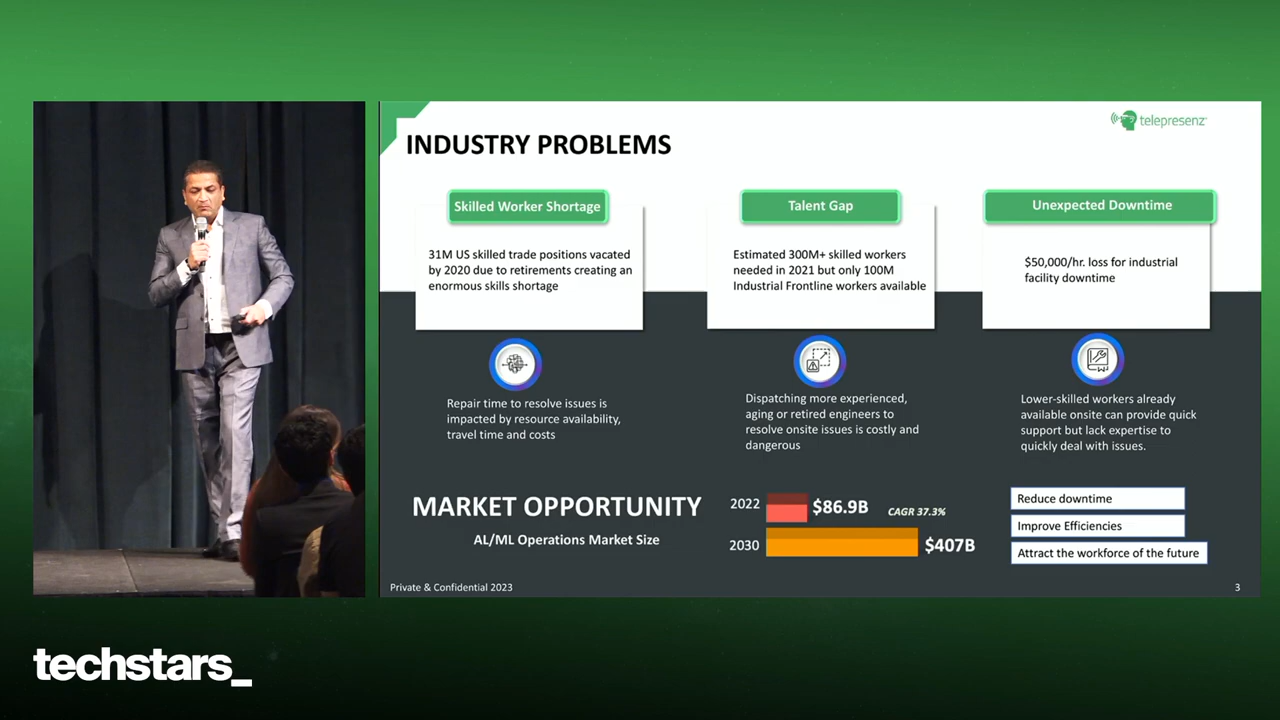 telepresenz
INDUSTRY PROBLEMS
Skilled Worker Shortage
31M US skilled trade positions vacated
by 2020 due to retirements creating an
enormous skills shortage
Repair time to resolve issues is
impacted by resource availability,
travel time and costs
Talent Gap
Estimated 300M+ skilled workers
needed in 2021 but only 100M
Industrial Frontline workers available
Dispatching more experienced,
aging or retired engineers to
resolve onsite issues is costly and
dangerous
Unexpected Downtime
$50,000/hr. loss for industrial
facility downtime
Lower-skilled workers already
available onsite can provide quick
support but lack expertise to
quickly deal with issues.
MARKET OPPORTUNITY
AL/ML Operations Market Size
2022 $86.9B CAGR 37.3%
2030 $407B
Reduce downtime
Improve Efficiencies
Attract the workforce of the future
Private & Confidential 2023
3
techstars_